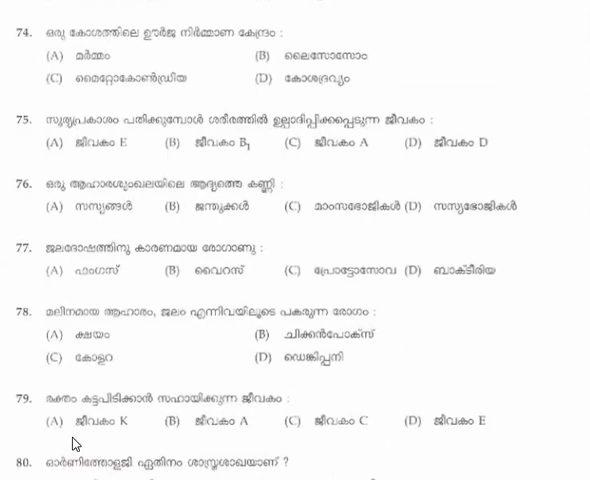 74. ഒരു കോശത്തിലെ ഊർജ നിർമ്മാണ കേന്ദ്രം :
(A) മർമ്മം (B) ലൈസോസോം
(C) മൈറ്റോകോൺഡ്രിയ (D) കോശദ്രവ്യം
75. സൂര്യപ്രകാശം പതിക്കുമ്പോൾ ശരീരത്തിൽ ഉല്പാദിപ്പിക്കപ്പെടുന്ന ജീവകം :
(A) ജീവകം E (B) ജീവകം B₁ (C) ജീവകം A (D) ജീവകം D
76. ഒരു ആഹാരശൃംഖലയിലെ ആദ്യത്തെ കണ്ണി :
(A) സസ്യങ്ങൾ (B) ജന്തുക്കൾ (C) മാംസഭോജികൾ (D) സസ്യഭോജികൾ
77. ജലദോഷത്തിനു കാരണമായ രോഗാണു :
(A) ഫംഗസ് (B) വൈറസ് (C) പ്രോട്ടോസോവ (D) ബാക്ടീരിയ
78. മലിനമായ ആഹാരം, ജലം എന്നിവയിലൂടെ പകരുന്ന രോഗം :
(A) ക്ഷയം (B) ചിക്കൻപോക്സ്
(C) കോളറ (D) ഡെങ്കിപ്പനി
79. രക്തം കട്ടപിടിക്കാൻ സഹായിക്കുന്ന ജീവകം :
(A) ജീവകം K (B) ജീവകം A (C) ജീവകം C (D) ജീവകം E
80. ഓർണിത്തോളജി ഏതിനം ശാസ്ത്രശാഖയാണ് ?